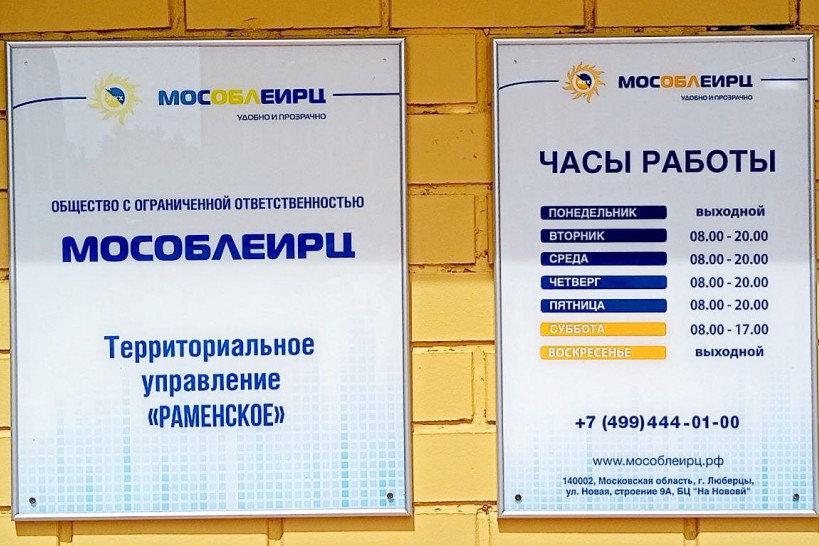 МОСОБЛЕИРЦ
УДОБНО И ПРОЗРАЧНО
ОБЩЕСТВО С ОГРАНИЧЕННОЙ ОТВЕТСТВЕННОСТЬЮ
МОСОБЛЕИРЦ
Территориальное
управление
«РАМЕНСКОЕ»
МОСОБЛЕИРЦ
УДОБНО И ПРОЗРАЧНО
ЧАСЫ РАБОТЫ
ПОНЕДЕЛЬНИК выходной
ВТОРНИК 08.00 - 20.00
СРЕДА 08.00 - 20.00
ЧЕТВЕРГ 08.00 - 20.00
ПЯТНИЦА 08.00 - 20.00
СУББОТА 08.00 - 17.00
ВОСКРЕСЕНЬЕ выходной
+7 (499) 444-01-00
www.мособлеирц.рф
140002, Московская область, г. Люберцы,
ул. Новая, строение 9А, БЦ "На Новой"